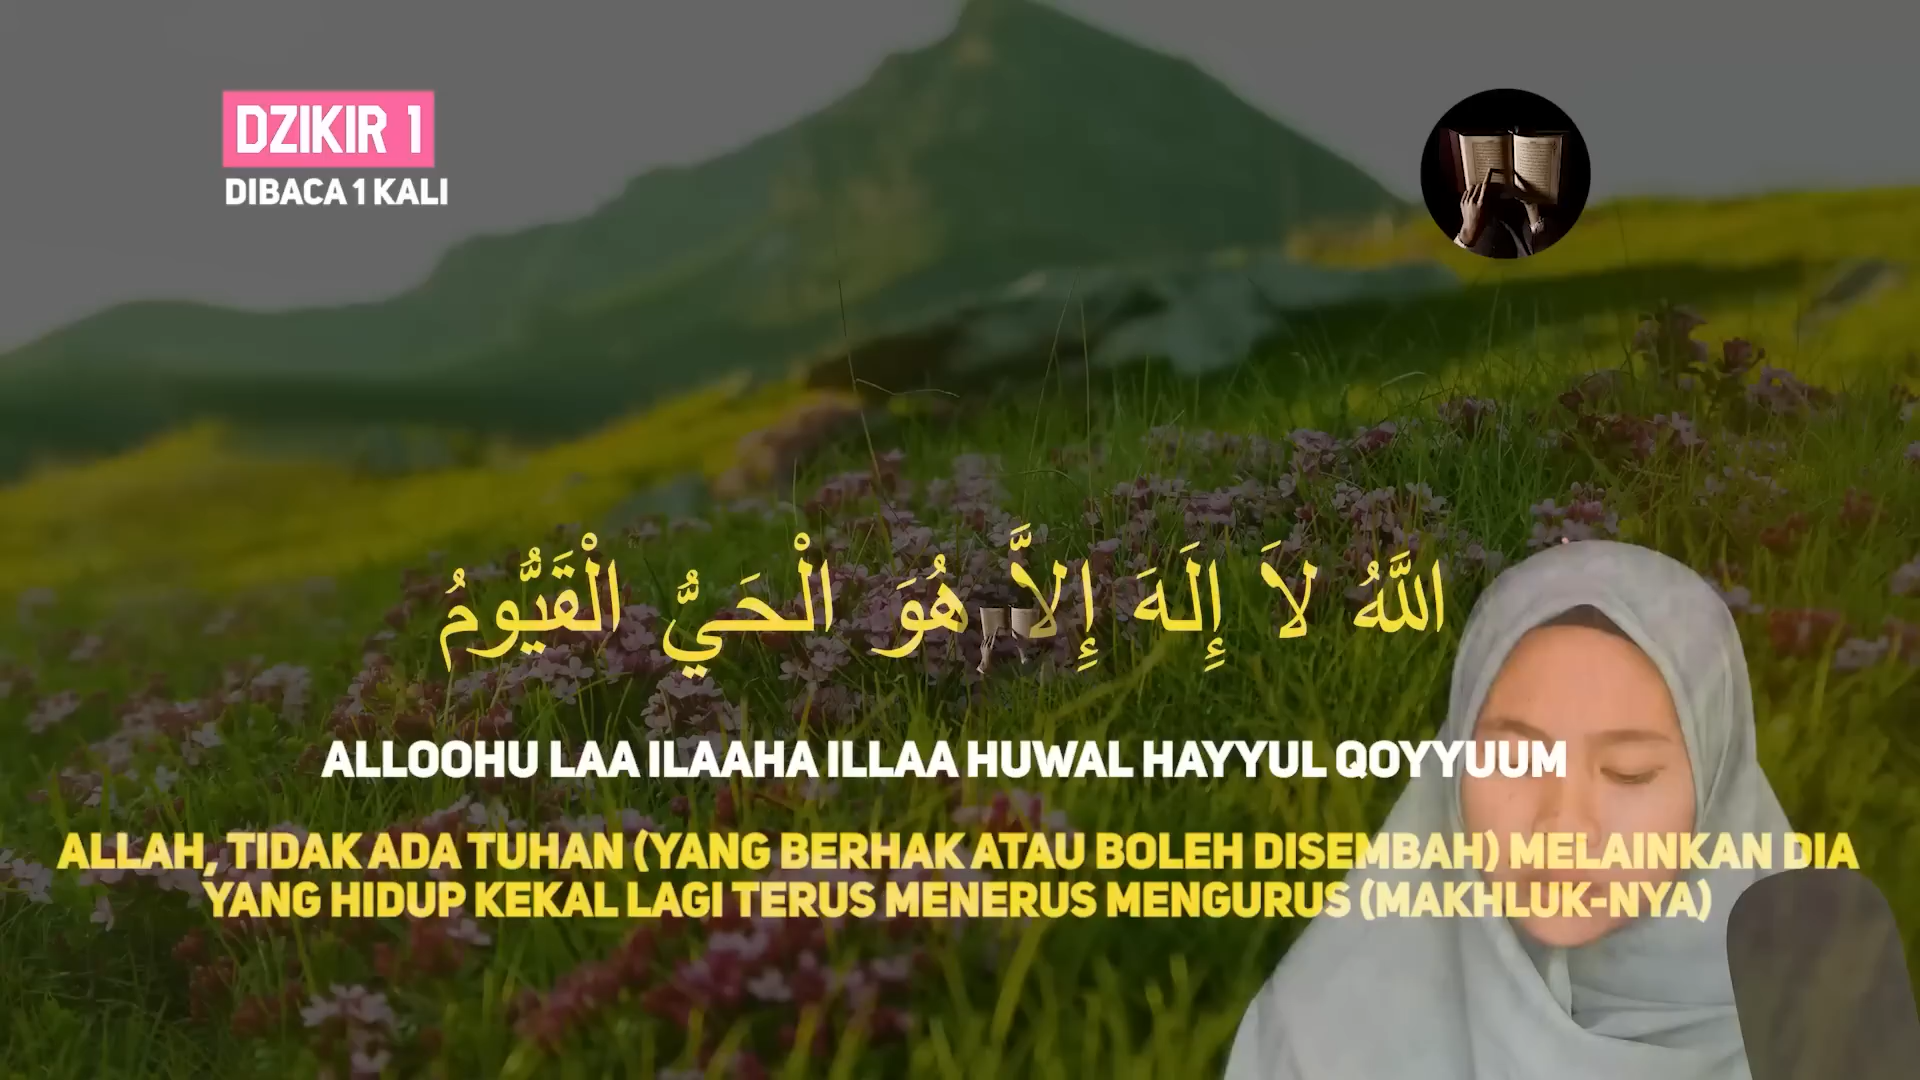 DZIKIR 1
DIBACA 1 KALI
اللَّهُ لاَ إِلَهَ إِلاَّ هُوَ الْحَيُّ الْقَيُّومُ
ALLOOHU LAA ILAAHA ILLAA HUWAL HAYYUL QOYYUUM
ALLAH, TIDAK ADA TUHAN (YANG BERHAK ATAU BOLEH DISEMBAH) MELAINKAN DIA
YANG HIDUP KEKAL LAGI TERUS MENERUS MENGURUS (MAKHLUK-NYA)